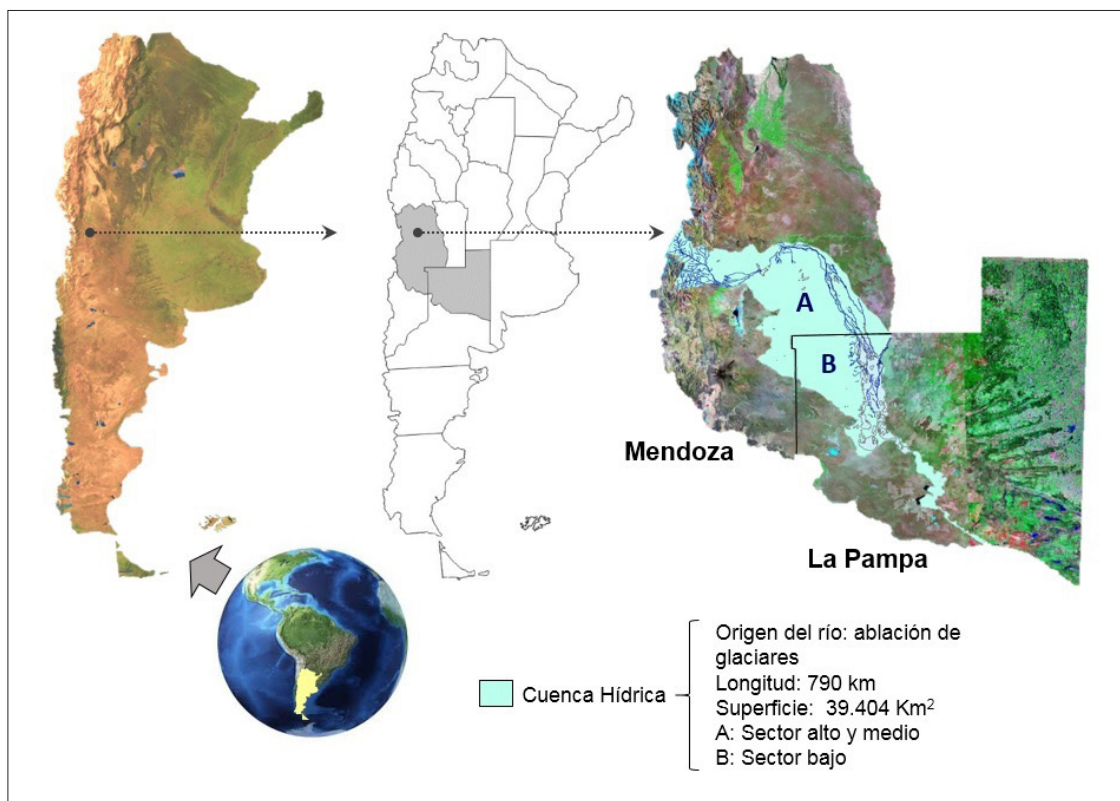 A
B
Mendoza
La Pampa
Cuenca Hídrica
Origen del río: ablación de
glaciares
Longitud: 790 km
Superficie: 39.404 Km²
A: Sector alto y medio
B: Sector bajo